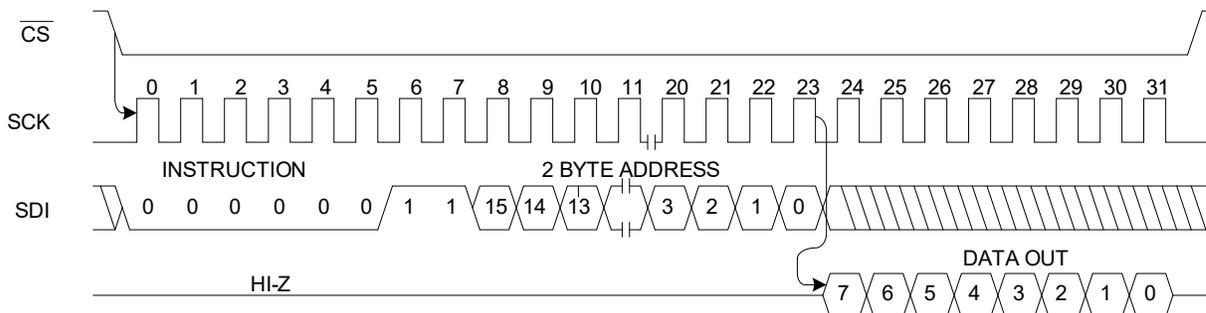 CS
0 1 2 3 4 5 6 7 8 9 10 11 20 21 22 23 24 25 26 27 28 29 30 31
SCK
INSTRUCTION 2 BYTE ADDRESS
SDI 0 0 0 0 0 0 1 1 15 14 13 3 2 1 0
DATA OUT
HI-Z
7 6 5 4 3 2 1 0